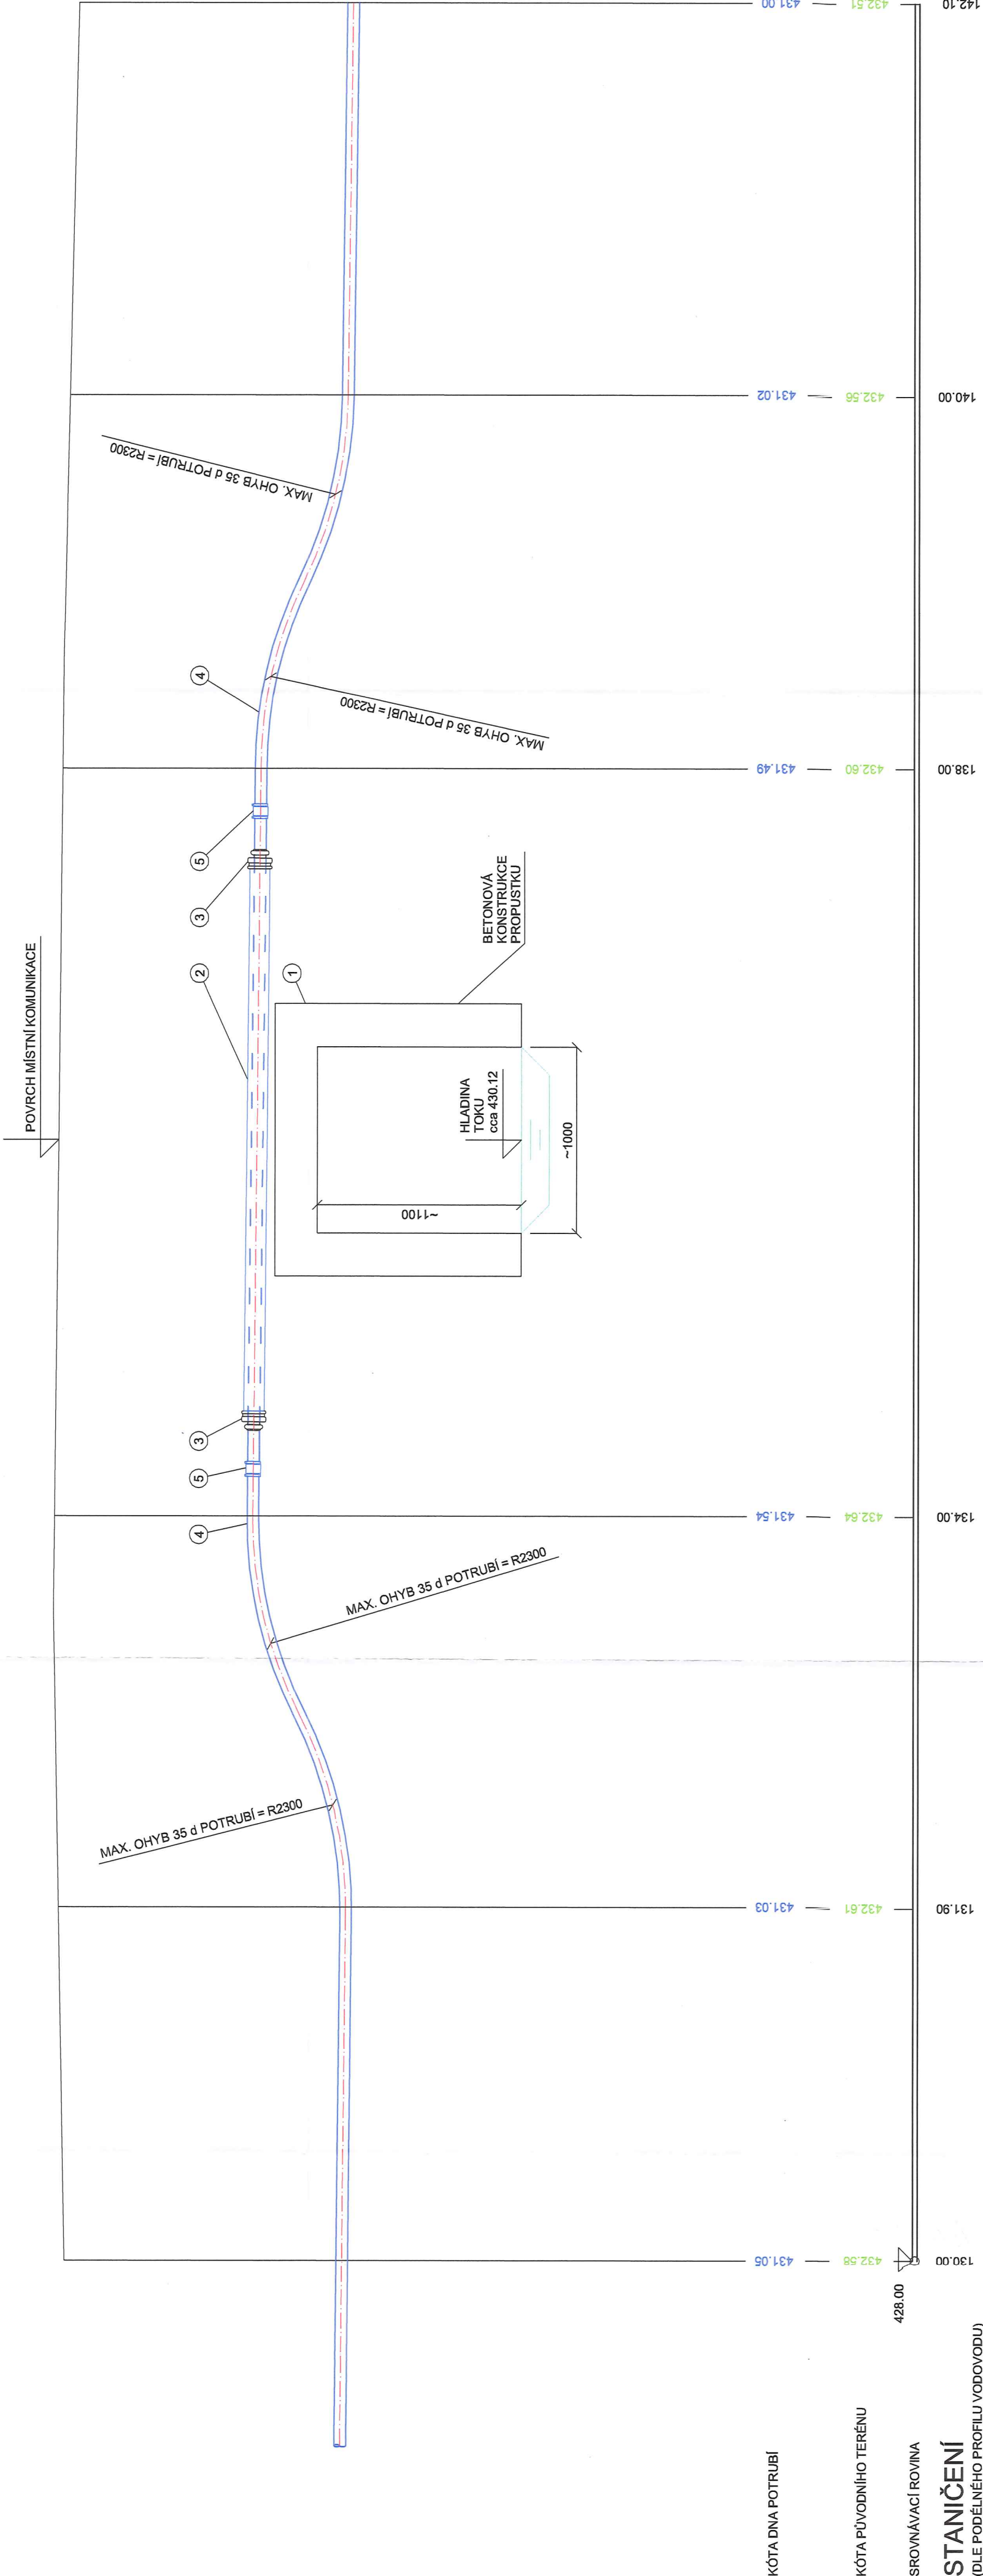 POVRCH MÍSTNÍ KOMUNIKACE
MAX. OHYB 35 d POTRUBÍ = R2300
MAX. OHYB 35 d POTRUBÍ = R2300
MAX. OHYB 35 d POTRUBÍ = R2300
MAX. OHYB 35 d POTRUBÍ = R2300
4
5
3
2
3
5
4
1
BETONOVÁ
KONSTRUKCE
PROPUSTKU
HLADINA
TOKU
cca 430.12
~1100
~1000
KÓTA DNA POTRUBÍ
431.05
431.03
431.54
431.49
431.02
431.00
KÓTA PŮVODNÍHO TERÉNU
432.58
432.61
432.64
432.60
432.56
432.51
SROVNÁVACÍ ROVINA
428.00
STANIČENÍ
(DLE PODÉLNÉHO PROFILU VODOVODU)
130.00
131.90
134.00
138.00
140.00
142.10